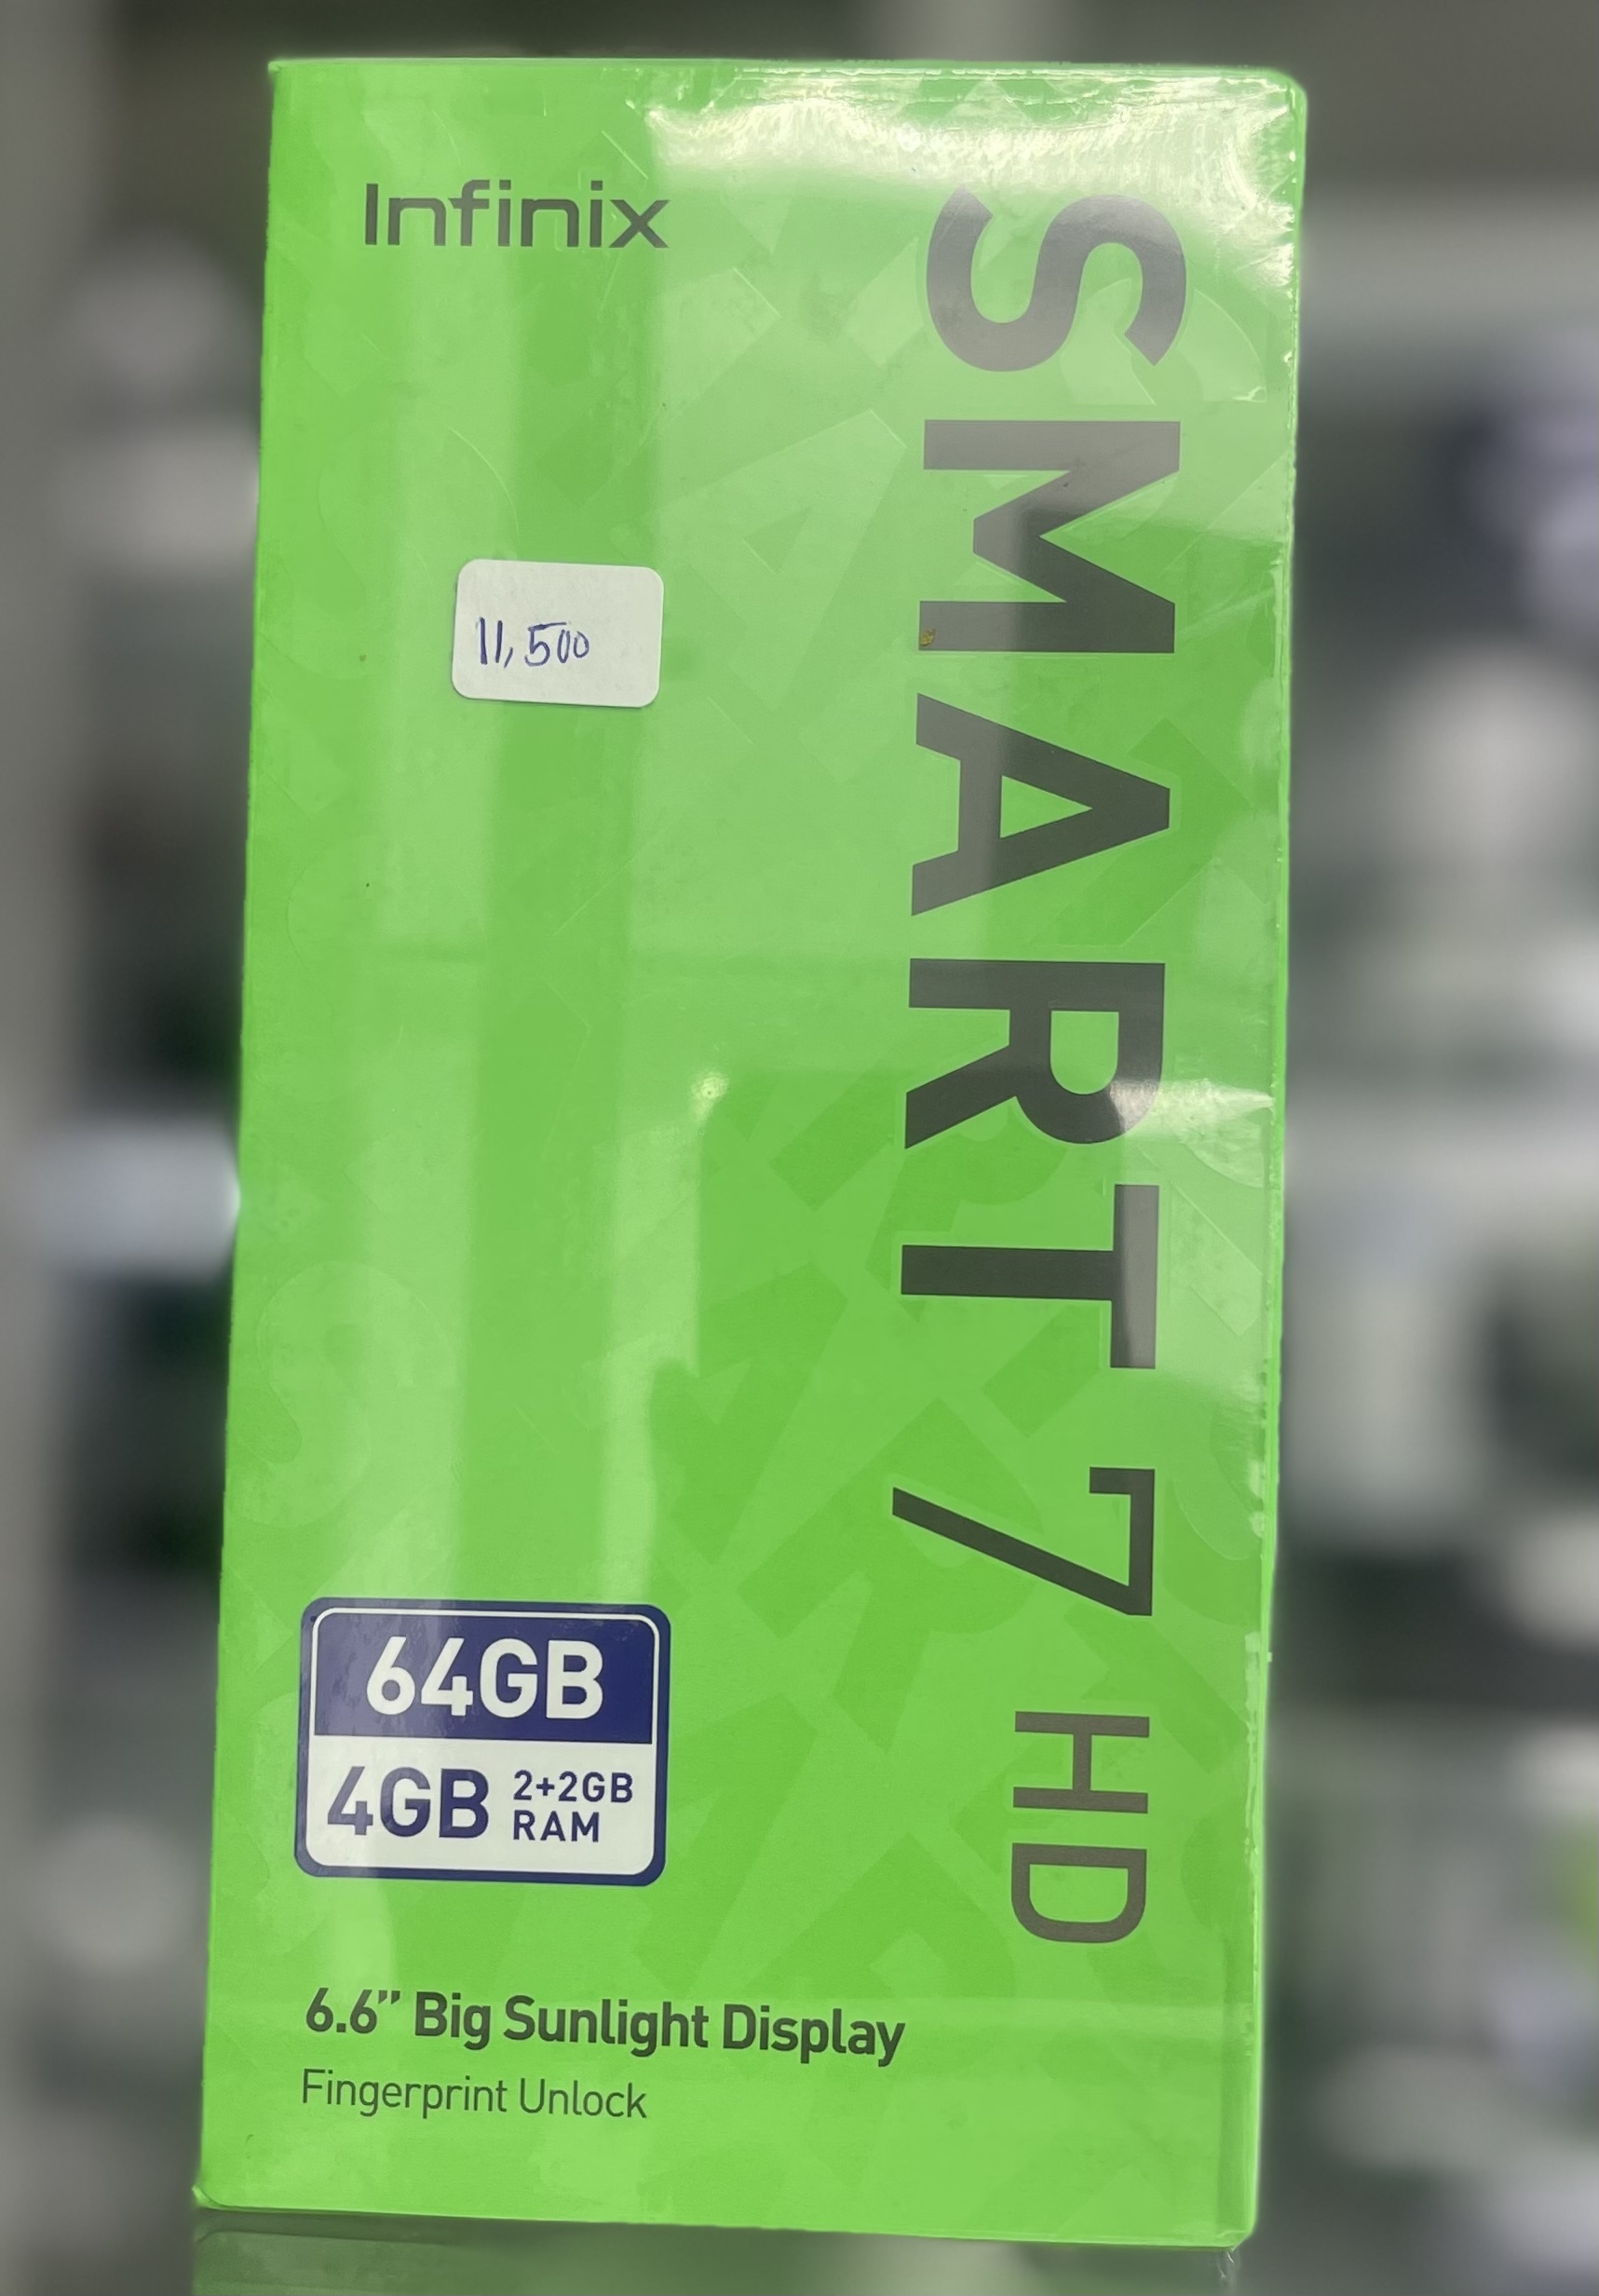 Infinix
SMART 7 HD
11,500
64GB
4GB 2+2GB
RAM
6.6” Big Sunlight Display
Fingerprint Unlock